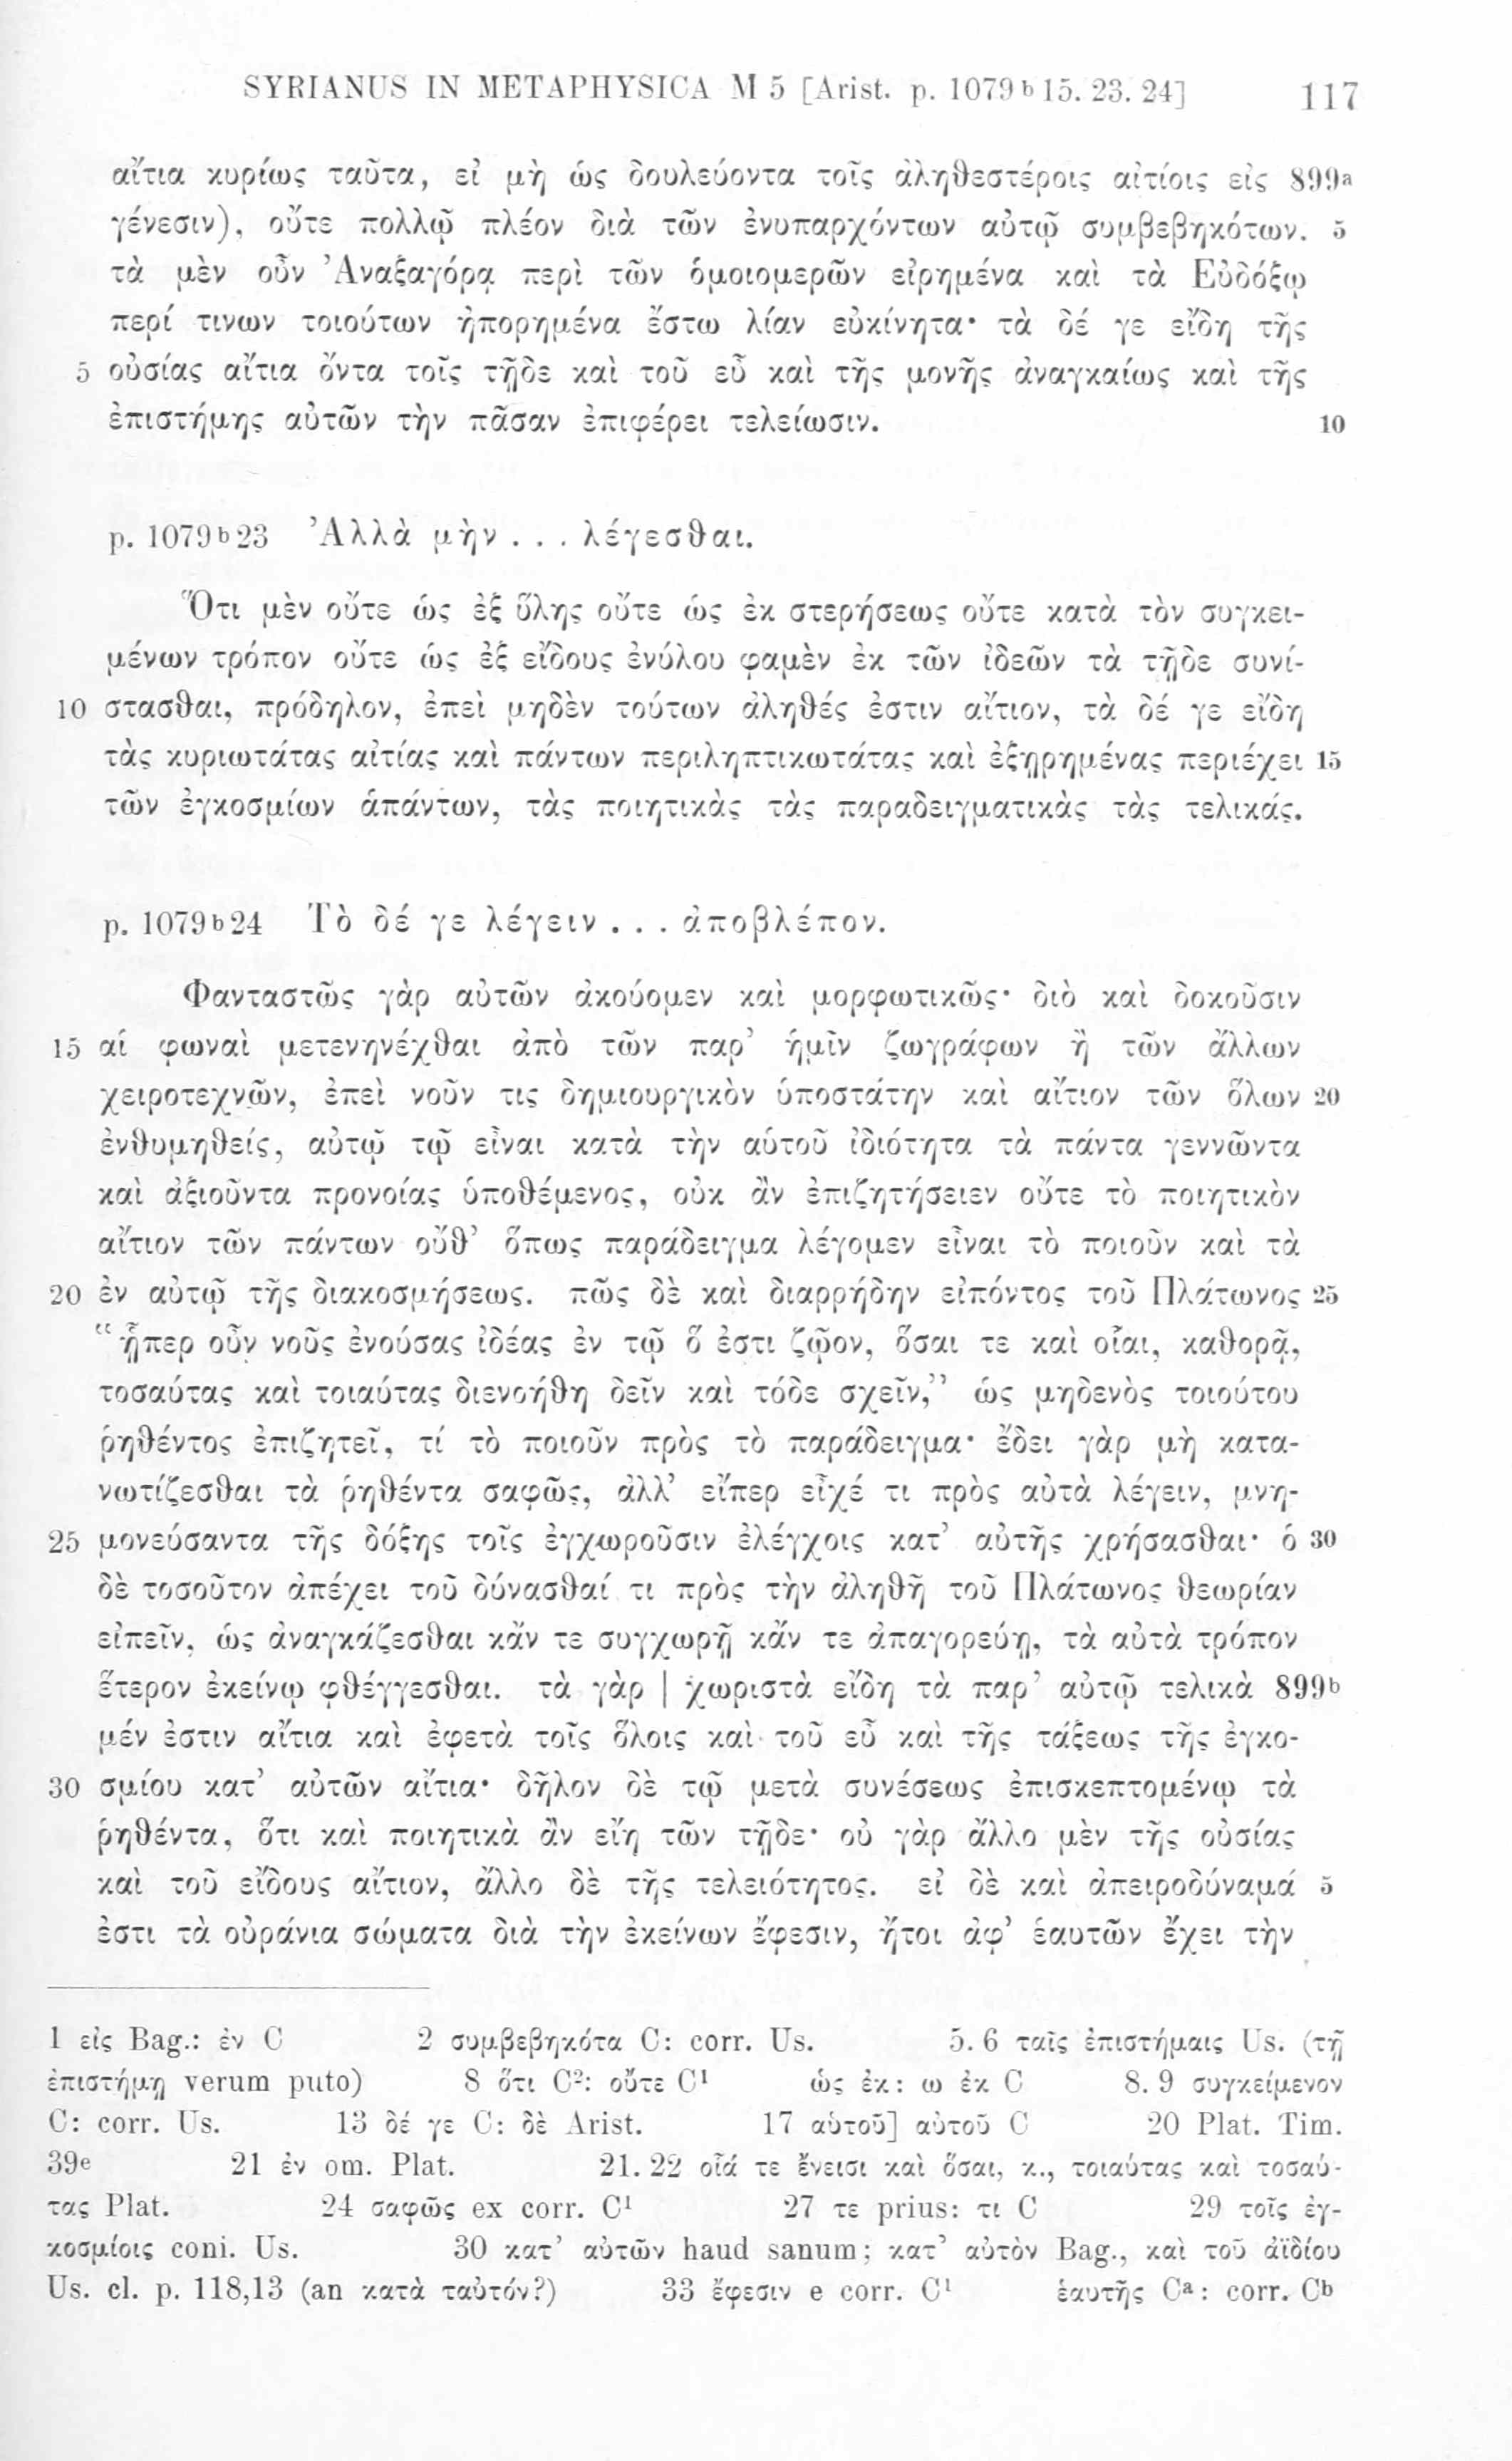 SYRIANUS IN METAPHYSICA M 5 [Arist. p. 1079 b 15. 23. 24] 117
αἴτια κυρίως ταῦτα, εἰ μὴ ὡς δουλεύοντα τοῖς ἀληθεστέροις αἰτίοις εἰς 899a
γένεσιν), οὔτε πολλῷ πλέον διὰ τῶν ἐνυπαρχόντων αὐτῷ συμβεβηκότων. 5
τὰ μὲν οὖν Ἀναξαγόρᾳ περὶ τῶν ὁμοιομερῶν εἰρημένα καὶ τὰ Εὐδόξῳ
περί τινων τοιούτων ἠπορημένα ἔστω λίαν εὐκίνητα· τὰ δέ γε εἴδη τῆς
5 οὐσίας αἴτια ὄντα τοῖς τῇδε καὶ τοῦ εὖ καὶ τῆς μονῆς ἀναγκαίως καὶ τῆς
ἐπιστήμης αὐτῶν τὴν πᾶσαν ἐπιφέρει τελείωσιν. 10
p. 1079 b 23 Ἀλλὰ μὴν . . . λέγεσθαι.
Ὅτι μὲν οὔτε ὡς ἐξ ὕλης οὔτε ὡς ἐκ στερήσεως οὔτε κατὰ τὸν συγκει-
μένων τρόπον οὔτε ὡς ἐξ εἴδους ἐνύλου φαμὲν ἐκ τῶν ἰδεῶν τὰ τῇδε συνί-
10 στασθαι, πρόδηλον, ἐπεὶ μηδὲν τούτων ἀληθές ἐστιν αἴτιον, τὰ δέ γε εἴδη
τὰς κυριωτάτας αἰτίας καὶ πάντων περιληπτικωτάτας καὶ ἐξῃρημένας περιέχει 15
τῶν ἐγκοσμίων ἁπάντων, τὰς ποιητικὰς τὰς παραδειγματικὰς τὰς τελικάς.
p. 1079 b 24 Τὸ δέ γε λέγειν . . . ἀποβλέπον.
Φανταστῶς γὰρ αὐτῶν ἀκούομεν καὶ μορφωτικῶς· διὸ καὶ δοκοῦσιν
15 αἱ φωναὶ μετενηνέχθαι ἀπὸ τῶν παρ’ ἡμῖν ζωγράφων ἢ τῶν ἄλλων
χειροτεχνῶν, ἐπεὶ νοῦν τις δημιουργικὸν ὑποστάτην καὶ αἴτιον τῶν ὅλων 20
ἐνθυμηθείς, αὐτῷ τῷ εἶναι κατὰ τὴν αὑτοῦ ἰδιότητα τὰ πάντα γεννῶντα
καὶ ἀξιοῦντα προνοίας ὑποθέμενος, οὐκ ἂν ἐπιζητήσειεν οὔτε τὸ ποιητικὸν
αἴτιον τῶν πάντων οὔθ’ ὅπως παράδειγμα λέγομεν εἶναι τὸ ποιοῦν καὶ τὰ
20 ἐν αὐτῷ τῆς διακοσμήσεως. πῶς δὲ καὶ διαρρήδην εἰπόντος τοῦ Πλάτωνος 25
“ᾗπερ οὖν νοῦς ἐνούσας ἰδέας ἐν τῷ ὅ ἐστι ζῷον, ὅσαι τε καὶ οἷαι, καθορᾷ,
τοσαύτας καὶ τοιαύτας διενοήθη δεῖν καὶ τόδε σχεῖν,” ὡς μηδενὸς τοιούτου
ῥηθέντος ἐπιζητεῖ, τί τὸ ποιοῦν πρὸς τὸ παράδειγμα· ἔδει γὰρ μὴ κατα-
νωτίζεσθαι τὰ ῥηθέντα σαφῶς, ἀλλ’ εἴπερ εἶχέ τι πρὸς αὐτὰ λέγειν, μνη-
25 μονεύσαντα τῆς δόξης τοῖς ἐγχωροῦσιν ἐλέγχοις κατ’ αὐτῆς χρήσασθαι· ὁ 30
δὲ τοσοῦτον ἀπέχει τοῦ δύνασθαί τι πρὸς τὴν ἀληθῆ τοῦ Πλάτωνος θεωρίαν
εἰπεῖν, ὡς ἀναγκάζεσθαι κἄν τε συγχωρῇ κἄν τε ἀπαγορεύῃ, τὰ αὐτὰ τρόπον
ἕτερον ἐκείνῳ φθέγγεσθαι. τὰ γὰρ | χωριστὰ εἴδη τὰ παρ’ αὐτῷ τελικὰ 899b
μέν ἐστιν αἴτια καὶ ἐφετὰ τοῖς ὅλοις καὶ τοῦ εὖ καὶ τῆς τάξεως τῆς ἐγκο-
30 σμίου κατ’ αὐτῶν αἴτια· δῆλον δὲ τῷ μετὰ συνέσεως ἐπισκεπτομένῳ τὰ
ῥηθέντα, ὅτι καὶ ποιητικὰ ἂν εἴη τῶν τῇδε· οὐ γὰρ ἄλλο μὲν τῆς οὐσίας
καὶ τοῦ εἴδους αἴτιον, ἄλλο δὲ τῆς τελειότητος. εἰ δὲ καὶ ἀπειροδύναμά 5
ἐστι τὰ οὐράνια σώματα διὰ τὴν ἐκείνων ἔφεσιν, ἤτοι ἀφ’ ἑαυτῶν ἔχει τὴν
1 εἰς Bag.: ἐν C 2 συμβεβηκότα C: corr. Us. 5. 6 ταῖς ἐπιστήμαις Us. (τῇ
ἐπιστήμῃ verum puto) 8 ὅτι C²: οὔτε C¹ ὡς ἐκ: ω ἐκ C 8. 9 συγκείμενον
C: corr. Us. 13 δέ γε C: δὲ Arist. 17 αὑτοῦ] αὐτοῦ C 20 Plat. Tim.
39e 21 ἐν om. Plat. 21. 22 οἷά τε ἔνεισι καὶ ὅσαι, κ., τοιαύτας καὶ τοσαύ-
τας Plat. 24 σαφῶς ex corr. C¹ 27 τε prius: τι C 29 τοῖς ἐγ-
κοσμίοις coni. Us. 30 κατ’ αὐτῶν haud sanum; κατ’ αὐτὸν Bag., καὶ τοῦ ἀϊδίου
Us. cl. p. 118,13 (an κατὰ ταὐτόν?) 33 ἔφεσιν e corr. C¹ ἑαυτῆς Cᵃ: corr. Cᵇ